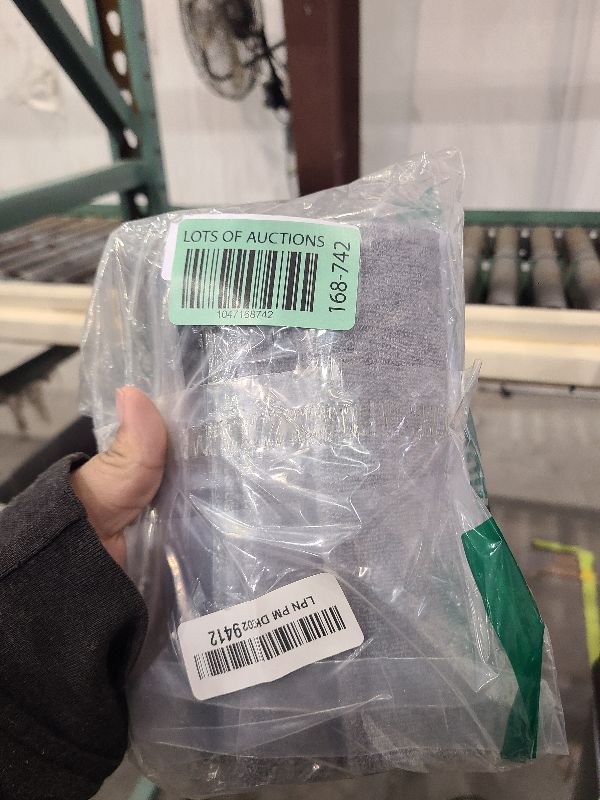 LOTS OF AUCTIONS
168-742
1047168742
LPN PM DK029412